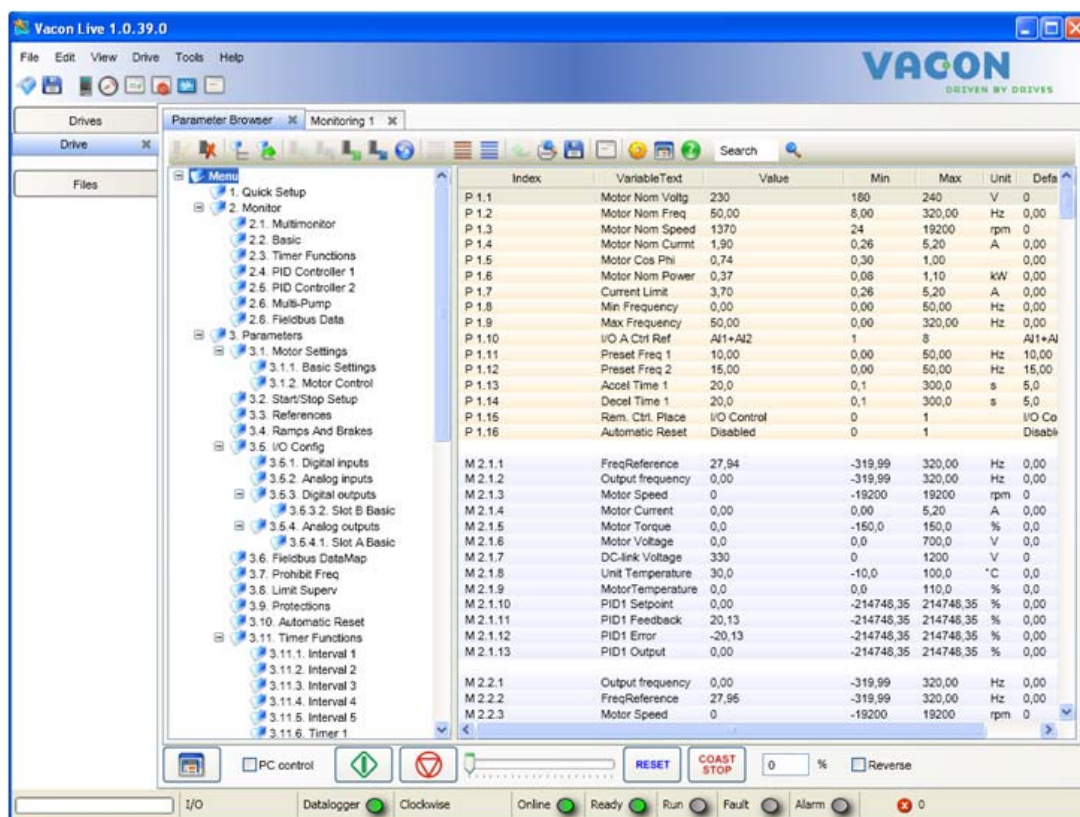 Vacon Live 1.0.39.0
File Edit View Drive Tools Help
VACON
DRIVEN BY DRIVES
Drives
Drive
Files
Parameter Browser
Monitoring 1
Search
Menu
1. Quick Setup
2. Monitor
2.1. Multimonitor
2.2. Basic
2.3. Timer Functions
2.4. PID Controller 1
2.5. PID Controller 2
2.6. Multi-Pump
2.8. Fieldbus Data
3. Parameters
3.1. Motor Settings
3.1.1. Basic Settings
3.1.2. Motor Control
3.2. Start/Stop Setup
3.3. References
3.4. Ramps And Brakes
3.5. I/O Config
3.5.1. Digital inputs
3.5.2. Analog inputs
3.5.3. Digital outputs
3.5.3.2. Slot B Basic
3.5.4. Analog outputs
3.5.4.1. Slot A Basic
3.6. Fieldbus DataMap
3.7. Prohibit Freq
3.8. Limit Superv
3.9. Protections
3.10. Automatic Reset
3.11. Timer Functions
3.11.1. Interval 1
3.11.2. Interval 2
3.11.3. Interval 3
3.11.4. Interval 4
3.11.5. Interval 5
3.11.6. Timer 1
Index VariableText Value Min Max Unit Defa
P 1.1 Motor Nom Voltg 230 180 240 V 0
P 1.2 Motor Nom Freq 50,00 8,00 320,00 Hz 0,00
P 1.3 Motor Nom Speed 1370 24 19200 rpm 0
P 1.4 Motor Nom Currnt 1,90 0,26 5,20 A 0,00
P 1.5 Motor Cos Phi 0,74 0,30 1,00 0,00
P 1.6 Motor Nom Power 0,37 0,08 1,10 kW 0,00
P 1.7 Current Limit 3,70 0,26 5,20 A 0,00
P 1.8 Min Frequency 0,00 0,00 50,00 Hz 0,00
P 1.9 Max Frequency 50,00 0,00 320,00 Hz 0,00
P 1.10 I/O A Ctrl Ref AI1+AI2 1 8 AI1+AI
P 1.11 Preset Freq 1 10,00 0,00 50,00 Hz 10,00
P 1.12 Preset Freq 2 15,00 0,00 50,00 Hz 15,00
P 1.13 Accel Time 1 20,0 0,1 300,0 s 5,0
P 1.14 Decel Time 1 20,0 0,1 300,0 s 5,0
P 1.15 Rem. Ctrl. Place I/O Control 0 1 I/O Co
P 1.16 Automatic Reset Disabled 0 1 Disabl
M 2.1.1 FreqReference 27,94 -319,99 320,00 Hz 0,00
M 2.1.2 Output frequency 0,00 -319,99 320,00 Hz 0,00
M 2.1.3 Motor Speed 0 -19200 19200 rpm 0
M 2.1.4 Motor Current 0,00 0,00 5,20 A 0,00
M 2.1.5 Motor Torque 0,0 -150,0 150,0 % 0,0
M 2.1.6 Motor Voltage 0,0 0,0 700,0 V 0,0
M 2.1.7 DC-link Voltage 330 0 1200 V 0
M 2.1.8 Unit Temperature 30,0 -10,0 100,0 °C 0,0
M 2.1.9 MotorTemperature 0,0 0,0 110,0 % 0,0
M 2.1.10 PID1 Setpoint 0,00 -214748,35 214748,35 % 0,00
M 2.1.11 PID1 Feedback 20,13 -214748,35 214748,35 % 0,00
M 2.1.12 PID1 Error -20,13 -214748,35 214748,35 % 0,00
M 2.1.13 PID1 Output 0,00 -214748,35 214748,35 % 0,00
M 2.2.1 Output frequency 0,00 -319,99 320,00 Hz 0,00
M 2.2.2 FreqReference 27,95 -319,99 320,00 Hz 0,00
M 2.2.3 Motor Speed 0 -19200 19200 rpm 0
PC control
RESET
COAST STOP
0 %
Reverse
I/O Datalogger Clockwise Online Ready Run Fault Alarm 0